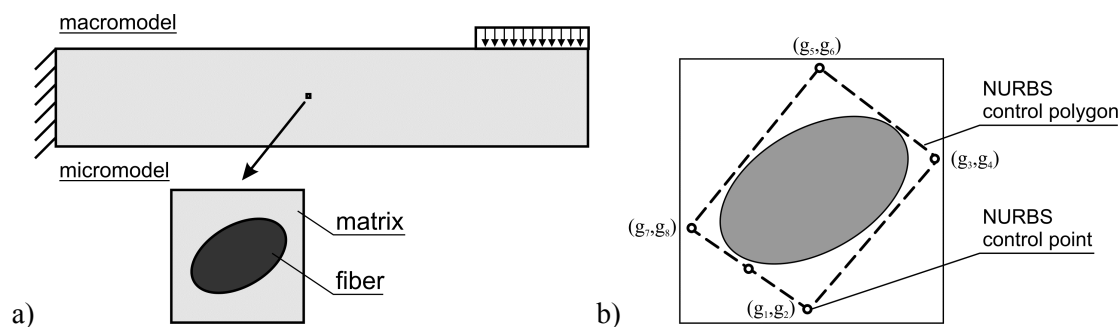 macromodel
micromodel
matrix
fiber
a)
(g₅,g₆)
NURBS
control polygon
(g₃,g₄)
(g₇,g₈)
NURBS
control point
(g₁,g₂)
b)